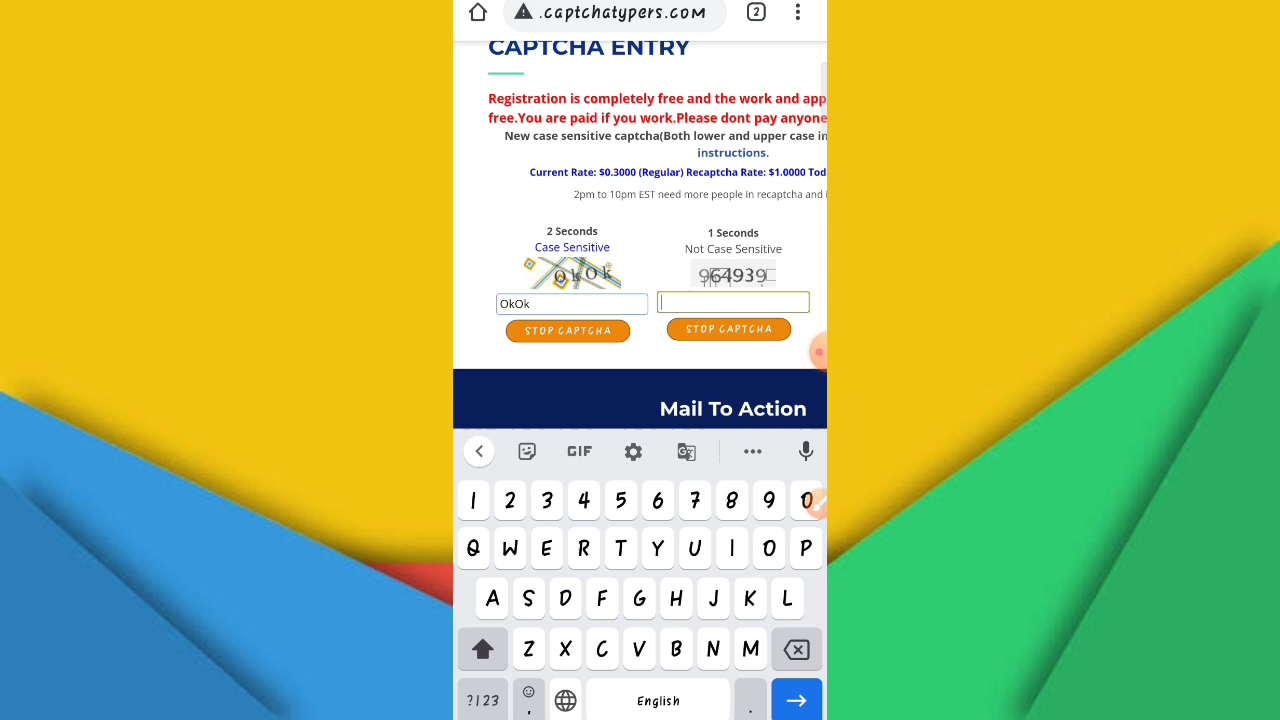 .captchatypers.com
2
CAPTCHA ENTRY
Registration is completely free and the work and app
free.You are paid if you work.Please dont pay anyone
New case sensitive captcha(Both lower and upper case in
instructions.
Current Rate: $0.3000 (Regular) Recaptcha Rate: $1.0000 Tod
2pm to 10pm EST need more people in recaptcha and
2 Seconds
1 Seconds
Case Sensitive
Not Case Sensitive
OkOk
OkOk
STOP CAPTCHA
STOP CAPTCHA
Mail To Action
GIF
1 2 3 4 5 6 7 8 9 0
Q W E R T Y U I O P
A S D F G H J K L
Z X C V B N M
?123 , English .